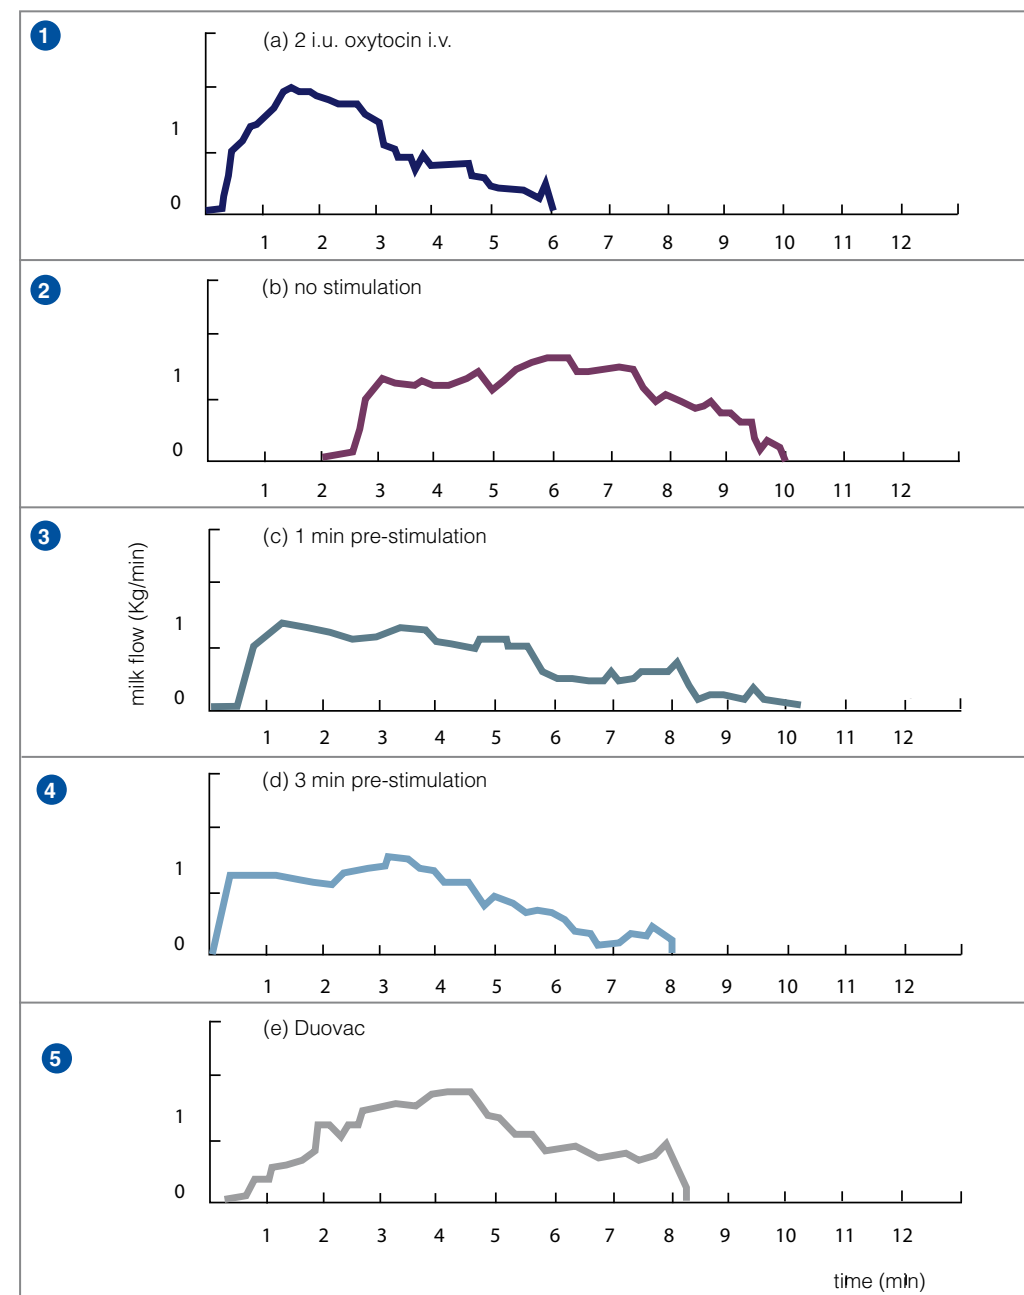 1
(a) 2 i.u. oxytocin i.v.
1
0
1 2 3 4 5 6 7 8 9 10 11 12
2
(b) no stimulation
1
0
1 2 3 4 5 6 7 8 9 10 11 12
3
(c) 1 min pre-stimulation
milk flow (Kg/min)
1
0
1 2 3 4 5 6 7 8 9 10 11 12
4
(d) 3 min pre-stimulation
1
0
1 2 3 4 5 6 7 8 9 10 11 12
5
(e) Duovac
1
0
1 2 3 4 5 6 7 8 9 10 11 12
time (min)